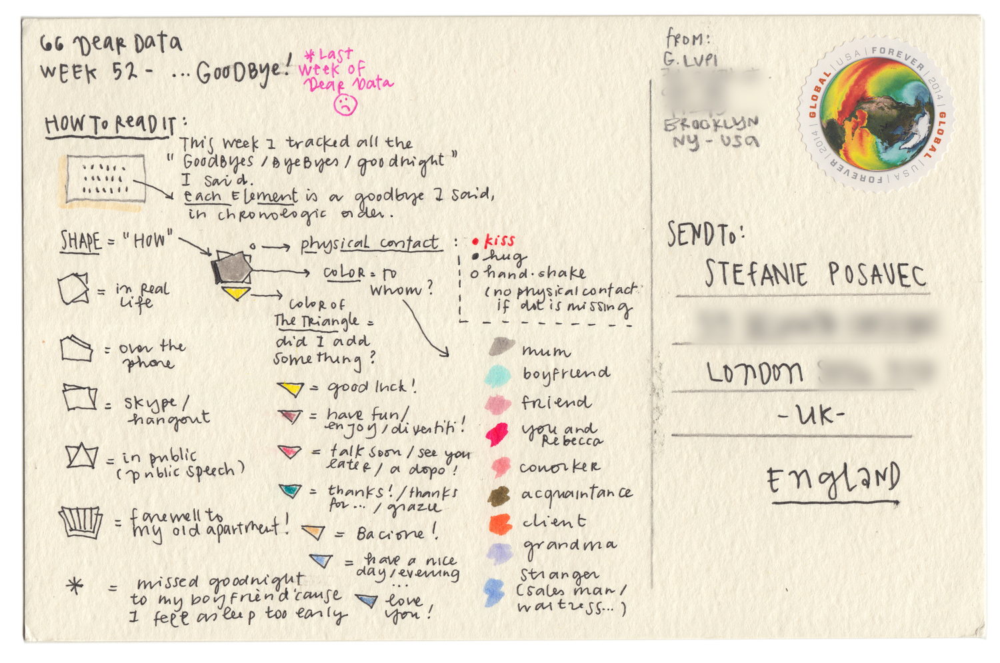 GG Dear Data
WEEK 52 - ... GoodBye!
* Last
week of
Dear Data
HOW TO READ IT:
This week I tracked all the
"GoodByes / ByeByes / goodnight"
I said.
each Element is a goodbye I said,
in chronologic order.
SHAPE = "HOW"
physical contact :
• kiss
• hug
o hand-shake
(no physical contact
if dot is missing
COLOR = TO
WHOM?
COLOR OF
The Triangle =
did I add
something?
= in real
life
= over the
phone
= skype /
hangout
= in public
(public speech)
= farewell to
my old apartment!
* = missed goodnight
to my boyfriend 'cause
I fell asleep too early
= good luck!
= have fun/
enjoy/divertiti!
= talk soon / see you
later / a dopo!
= thanks! / thanks
for... / grazie
= Bacione!
= have a nice
day/evening
...
= love
you!
mum
boyfriend
friend
you and
Rebecca
coworker
acquaintance
client
grandma
stranger
(sales man/
waitress...)
FROM:
G. LUPI
BROOKLYN
NY - USA
GLOBAL | USA | FOREVER | 2014 | GLOBAL | USA | FOREVER | 2014 |
SEND TO:
STEFANIE POSAVEC
LONDON
- UK -
ENGLAND